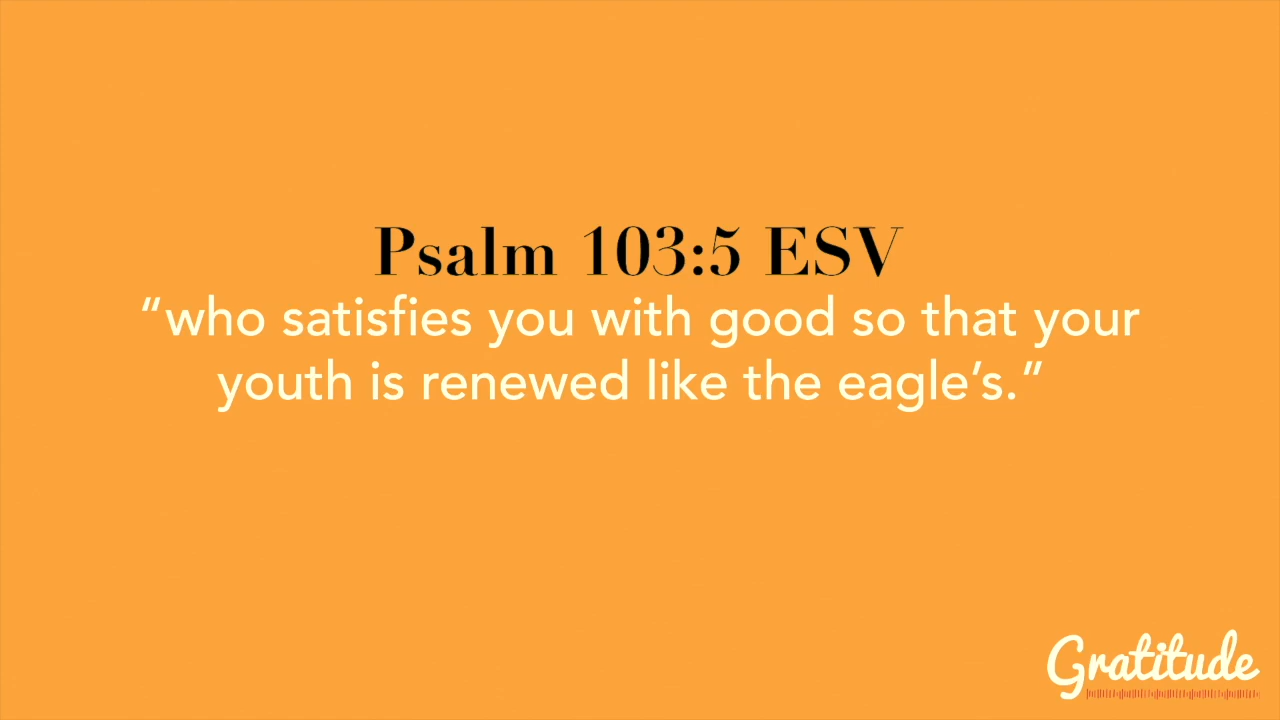 Psalm 103:5 ESV
“who satisfies you with good so that your
youth is renewed like the eagle’s.”
Gratitude